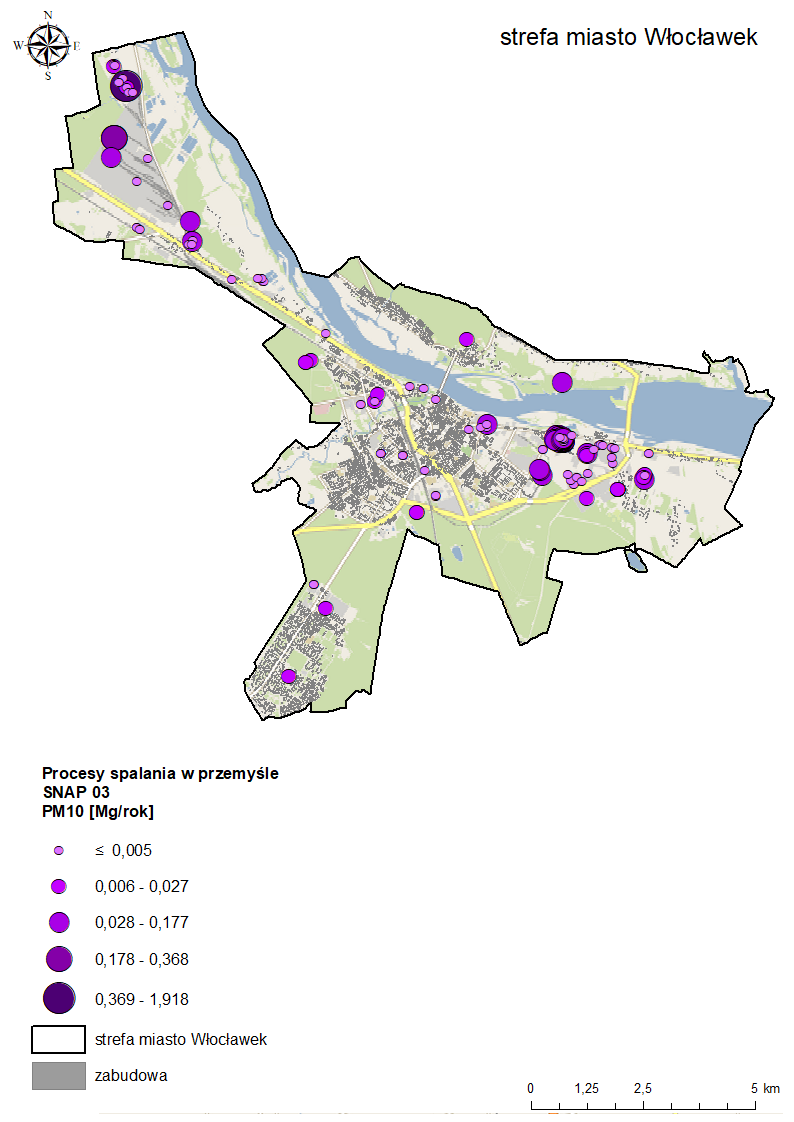 N
W E
S
strefa miasto Włocławek
Procesy spalania w przemyśle
SNAP 03
PM10 [Mg/rok]
≤ 0,005
0,006 - 0,027
0,028 - 0,177
0,178 - 0,368
0,369 - 1,918
strefa miasto Włocławek
zabudowa
0 1,25 2,5 5 km